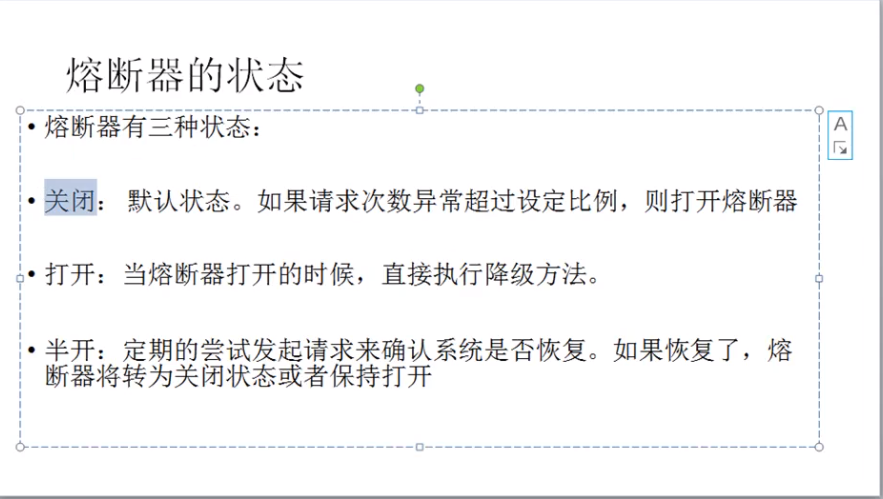 熔断器的状态
• 熔断器有三种状态：
• 关闭： 默认状态。如果请求次数异常超过设定比例，则打开熔断器
• 打开：当熔断器打开的时候，直接执行降级方法。
• 半开：定期的尝试发起请求来确认系统是否恢复。如果恢复了，熔
断器将转为关闭状态或者保持打开
A